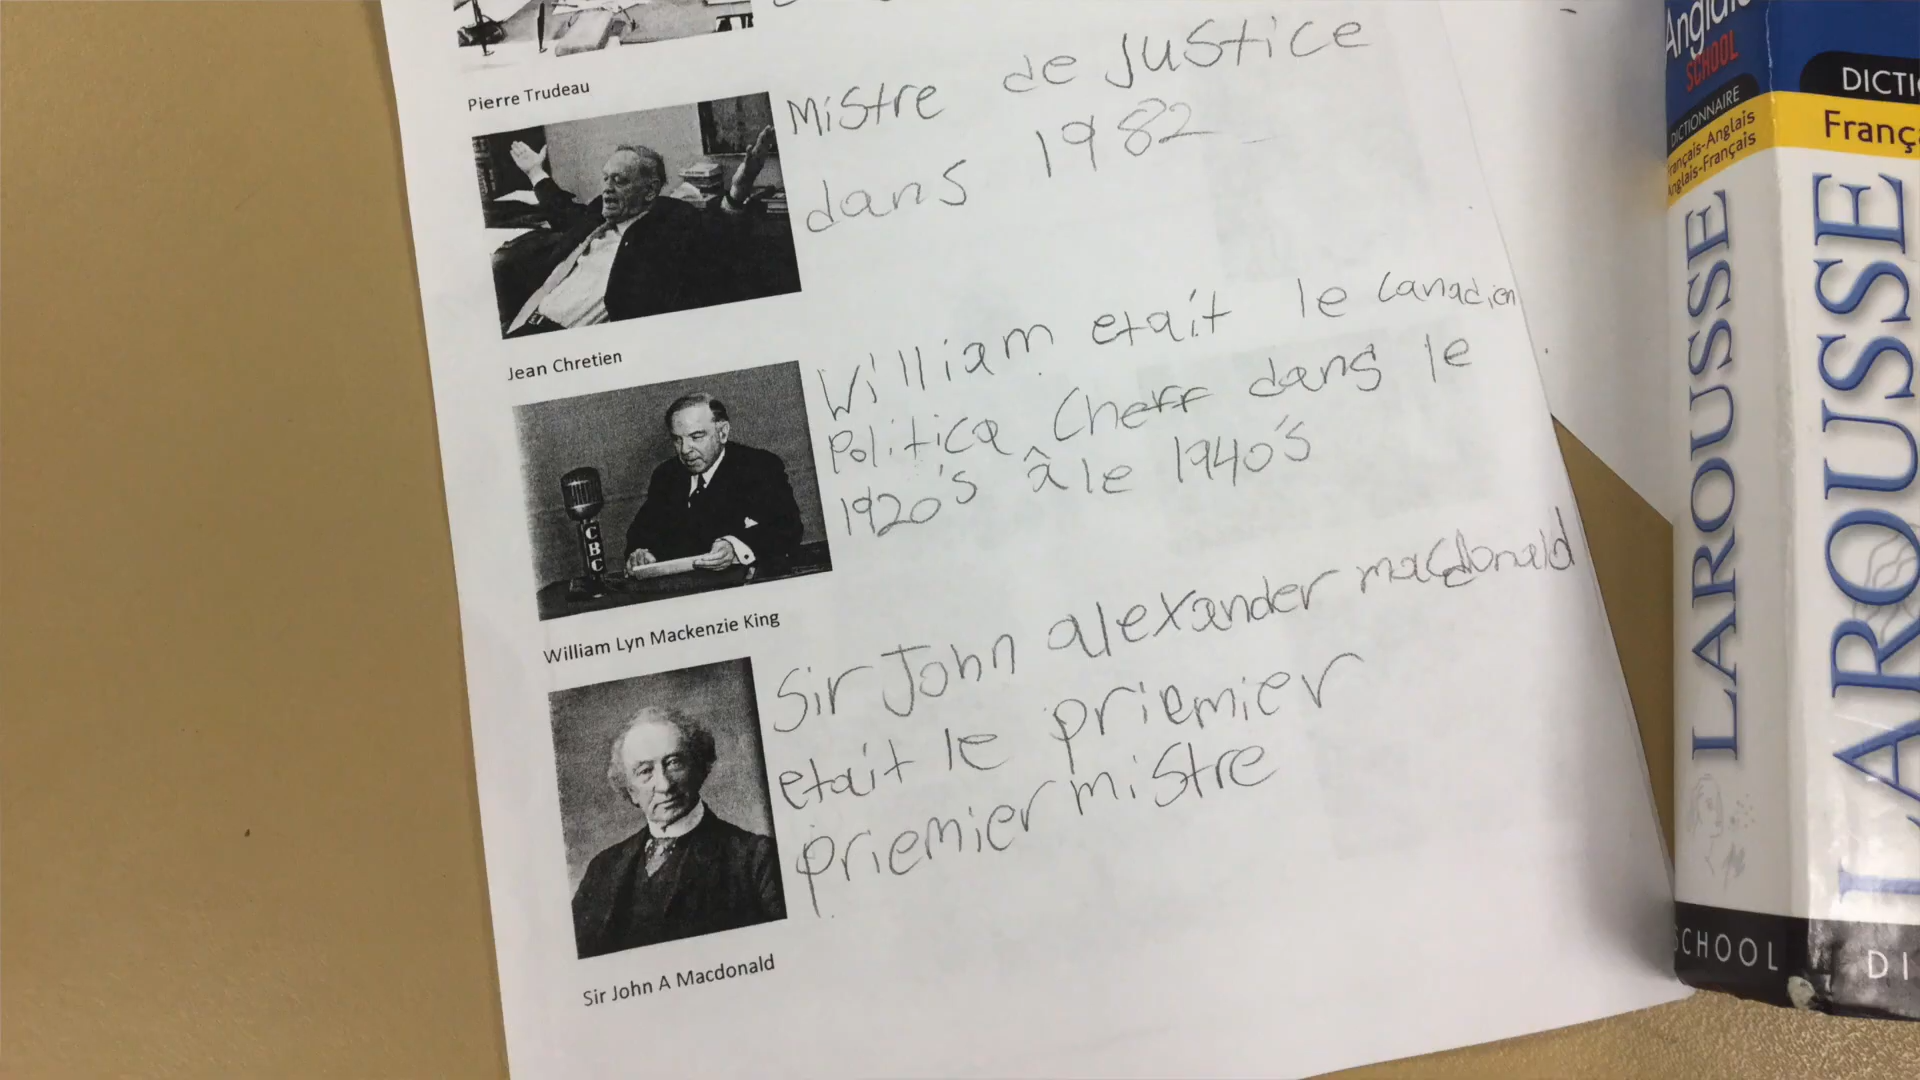 Pierre Trudeau
Mistre de Justice
dans 1982
Jean Chretien
William etait le Canadien
Politica Cheff dans le
1920's â le 1940's
CBC
William Lyn Mackenzie King
Sir John alexander macdonald
etait le priemier
priemier mistre
Sir John A Macdonald
Anglais
SCHOOL
DICTIONNAIRE
Français-Anglais
Anglais-Français
LAROUSSE
SCHOOL
DICTI
Franç
LAROUSSE
DI